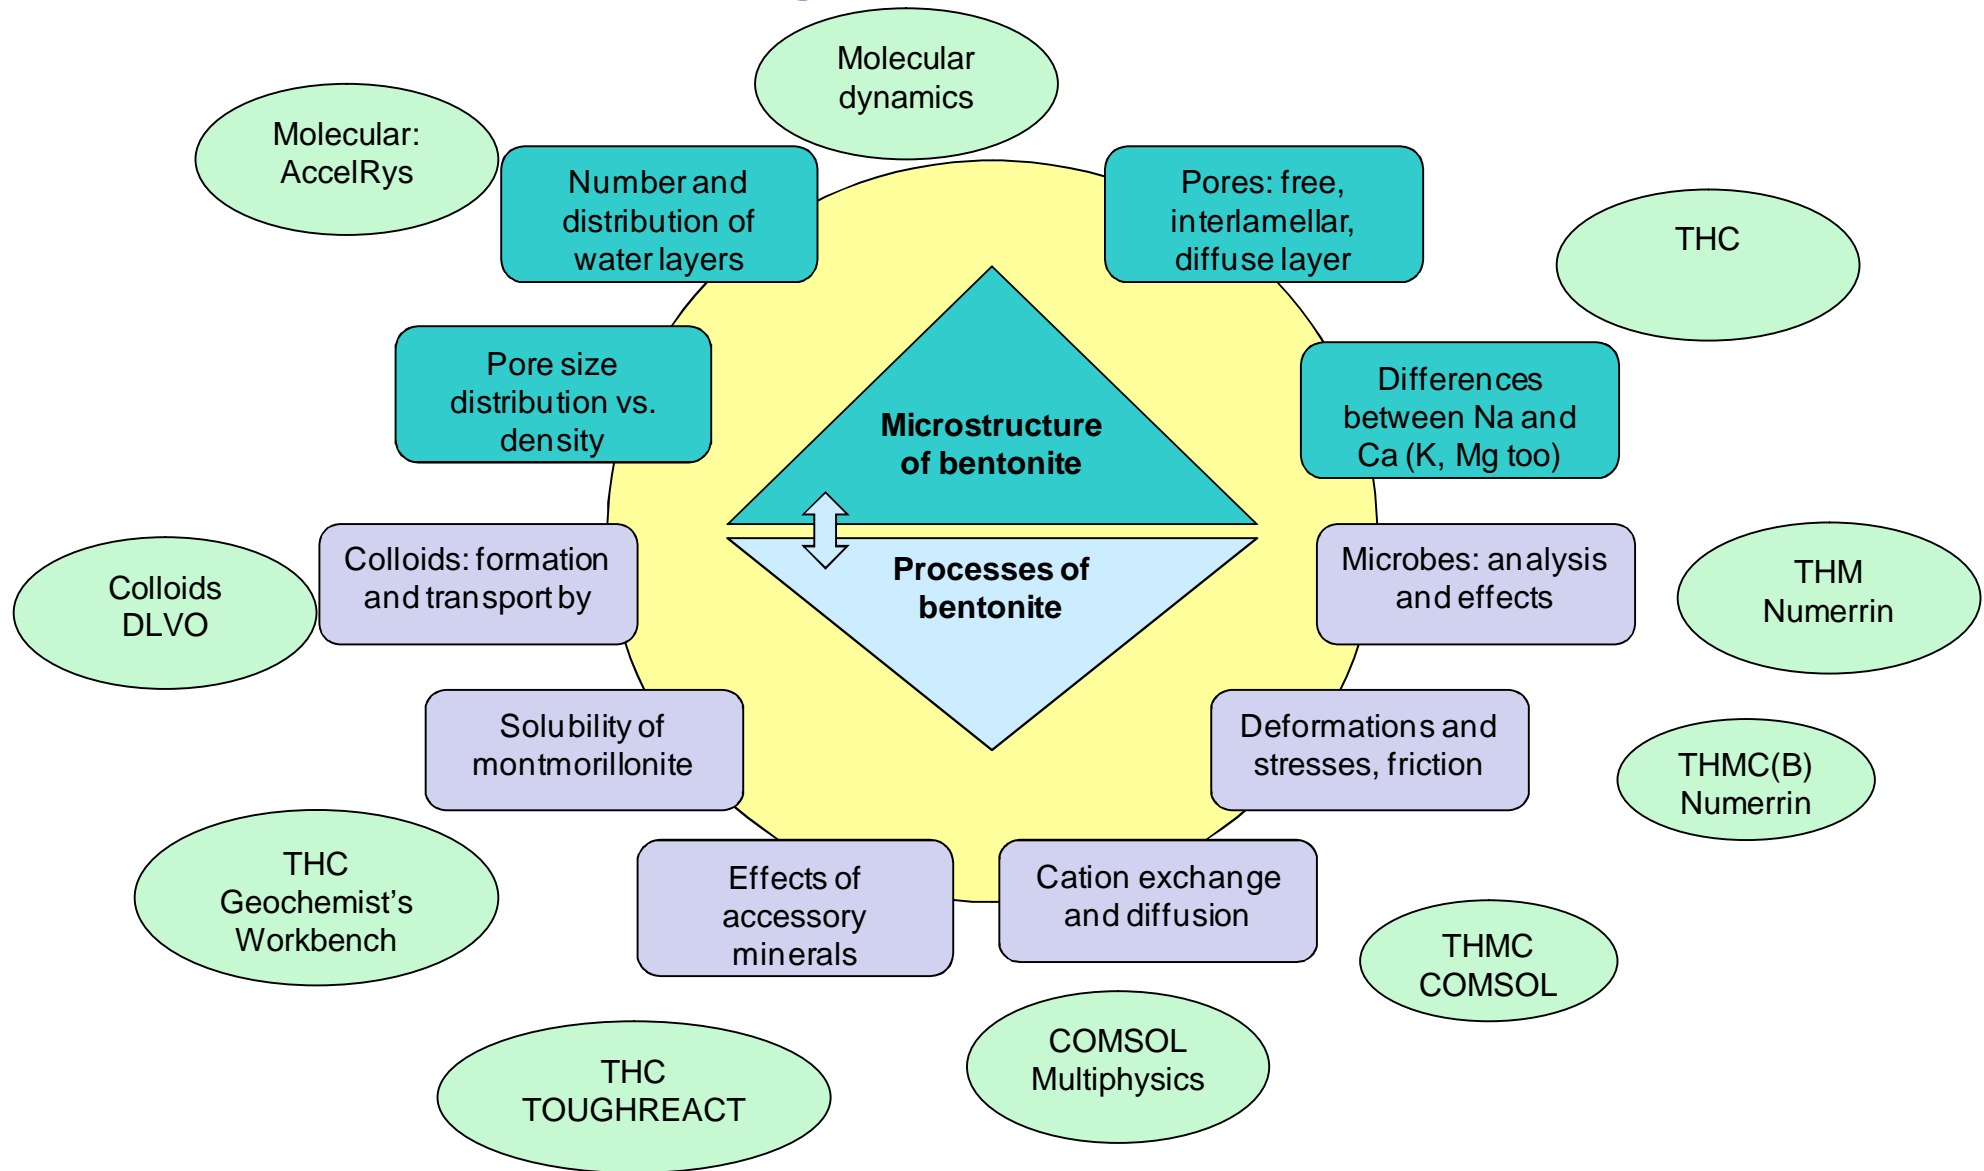 Molecular
dynamics
Molecular:
AccelRys
Number and
distribution of
water layers
Pores: free,
interlamellar,
diffuse layer
THC
Pore size
distribution vs.
density
Differences
between Na and
Ca (K, Mg too)
Microstructure
of bentonite
Processes of
bentonite
Colloids
DLVO
Colloids: formation
and transport by
Microbes: analysis
and effects
THM
Numerrin
Solubility of
montmorillonite
Deformations and
stresses, friction
THMC(B)
Numerrin
THC
Geochemist's
Workbench
Effects of
accessory
minerals
Cation exchange
and diffusion
THMC
COMSOL
THC
TOUGHREACT
COMSOL
Multiphysics